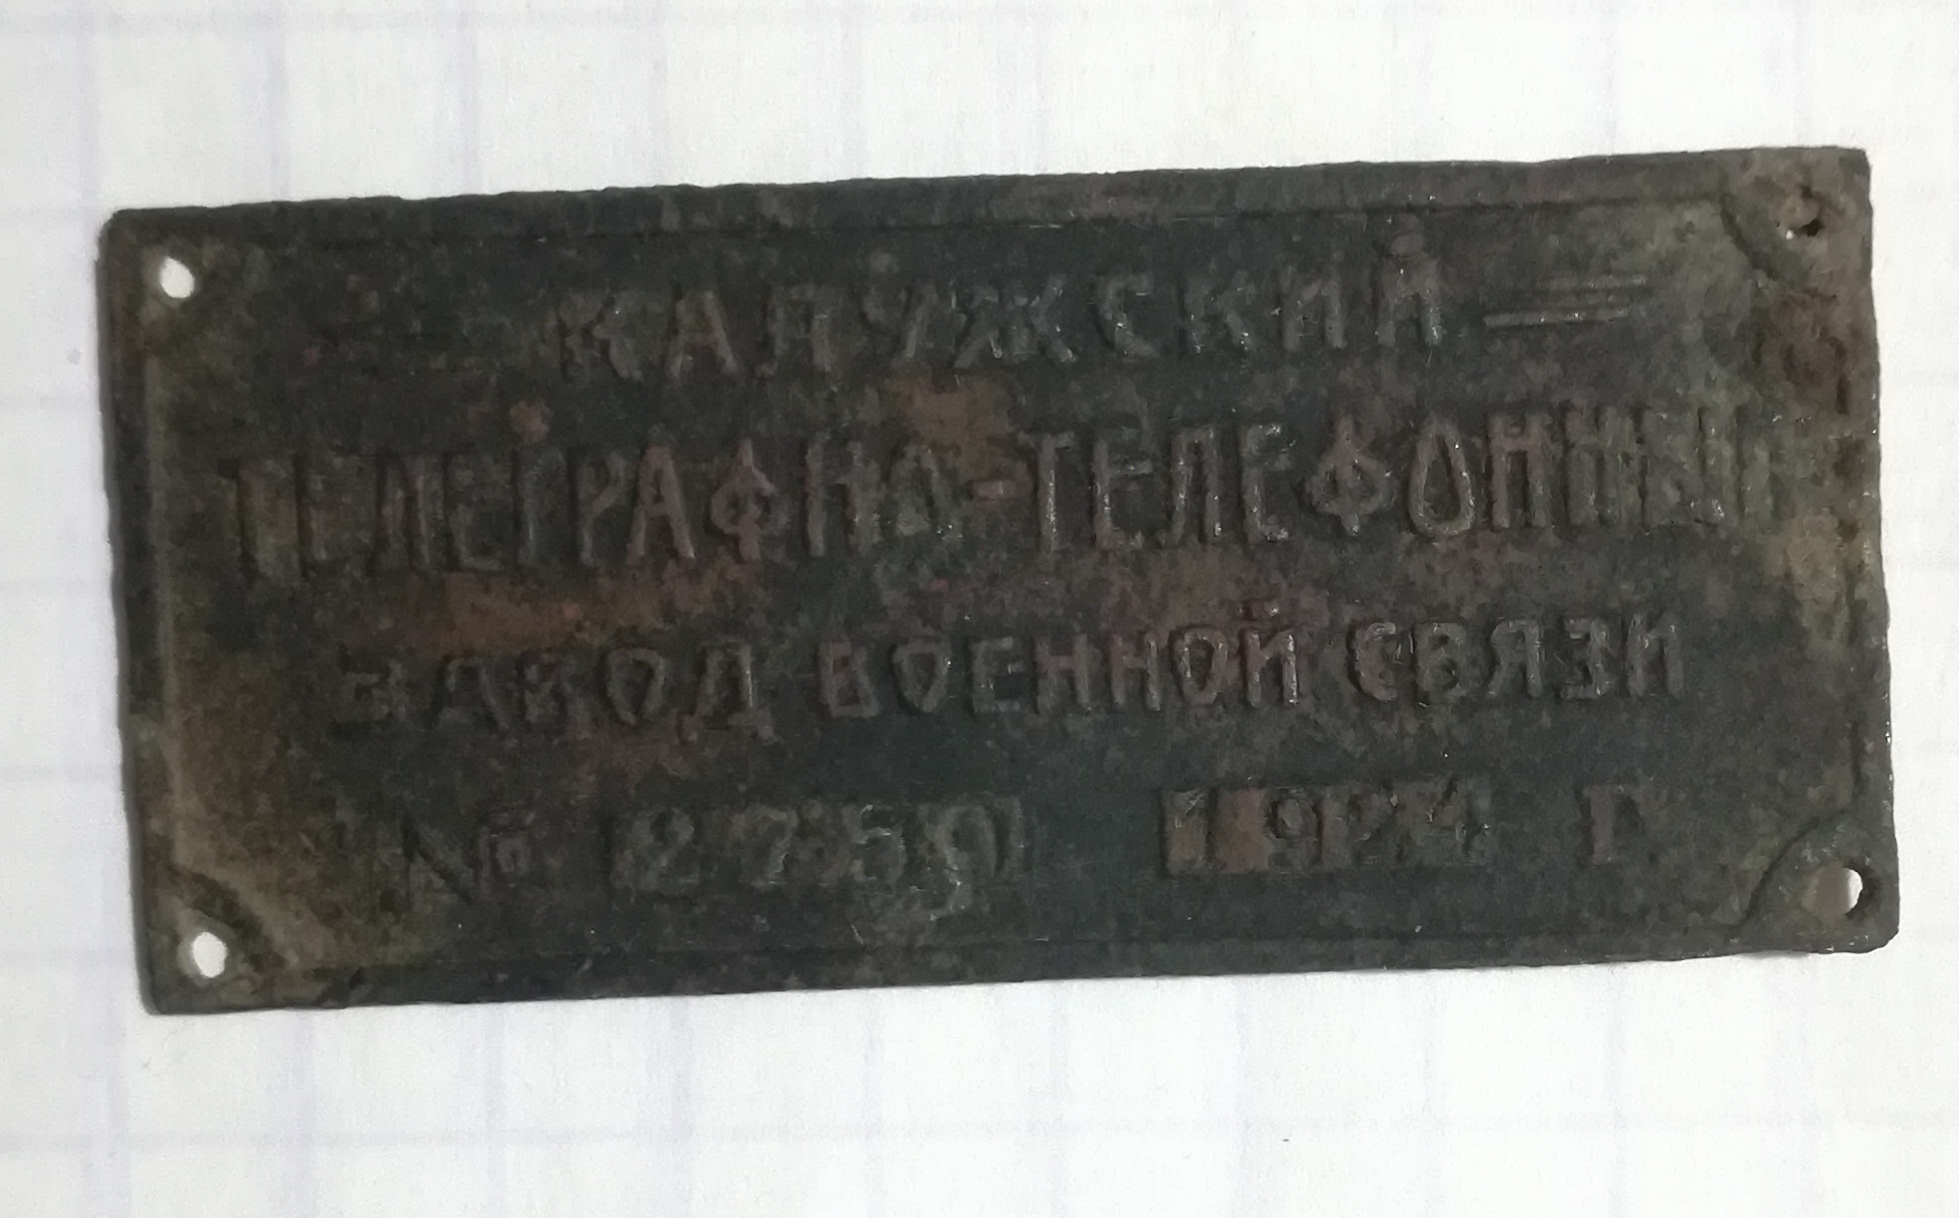 КАЛУЖСКИЙ
ТЕЛЕГРАФНО-ТЕЛЕФОННЫЙ
ЗАВОД ВОЕННОЙ СВЯЗИ
№ 1924 Г